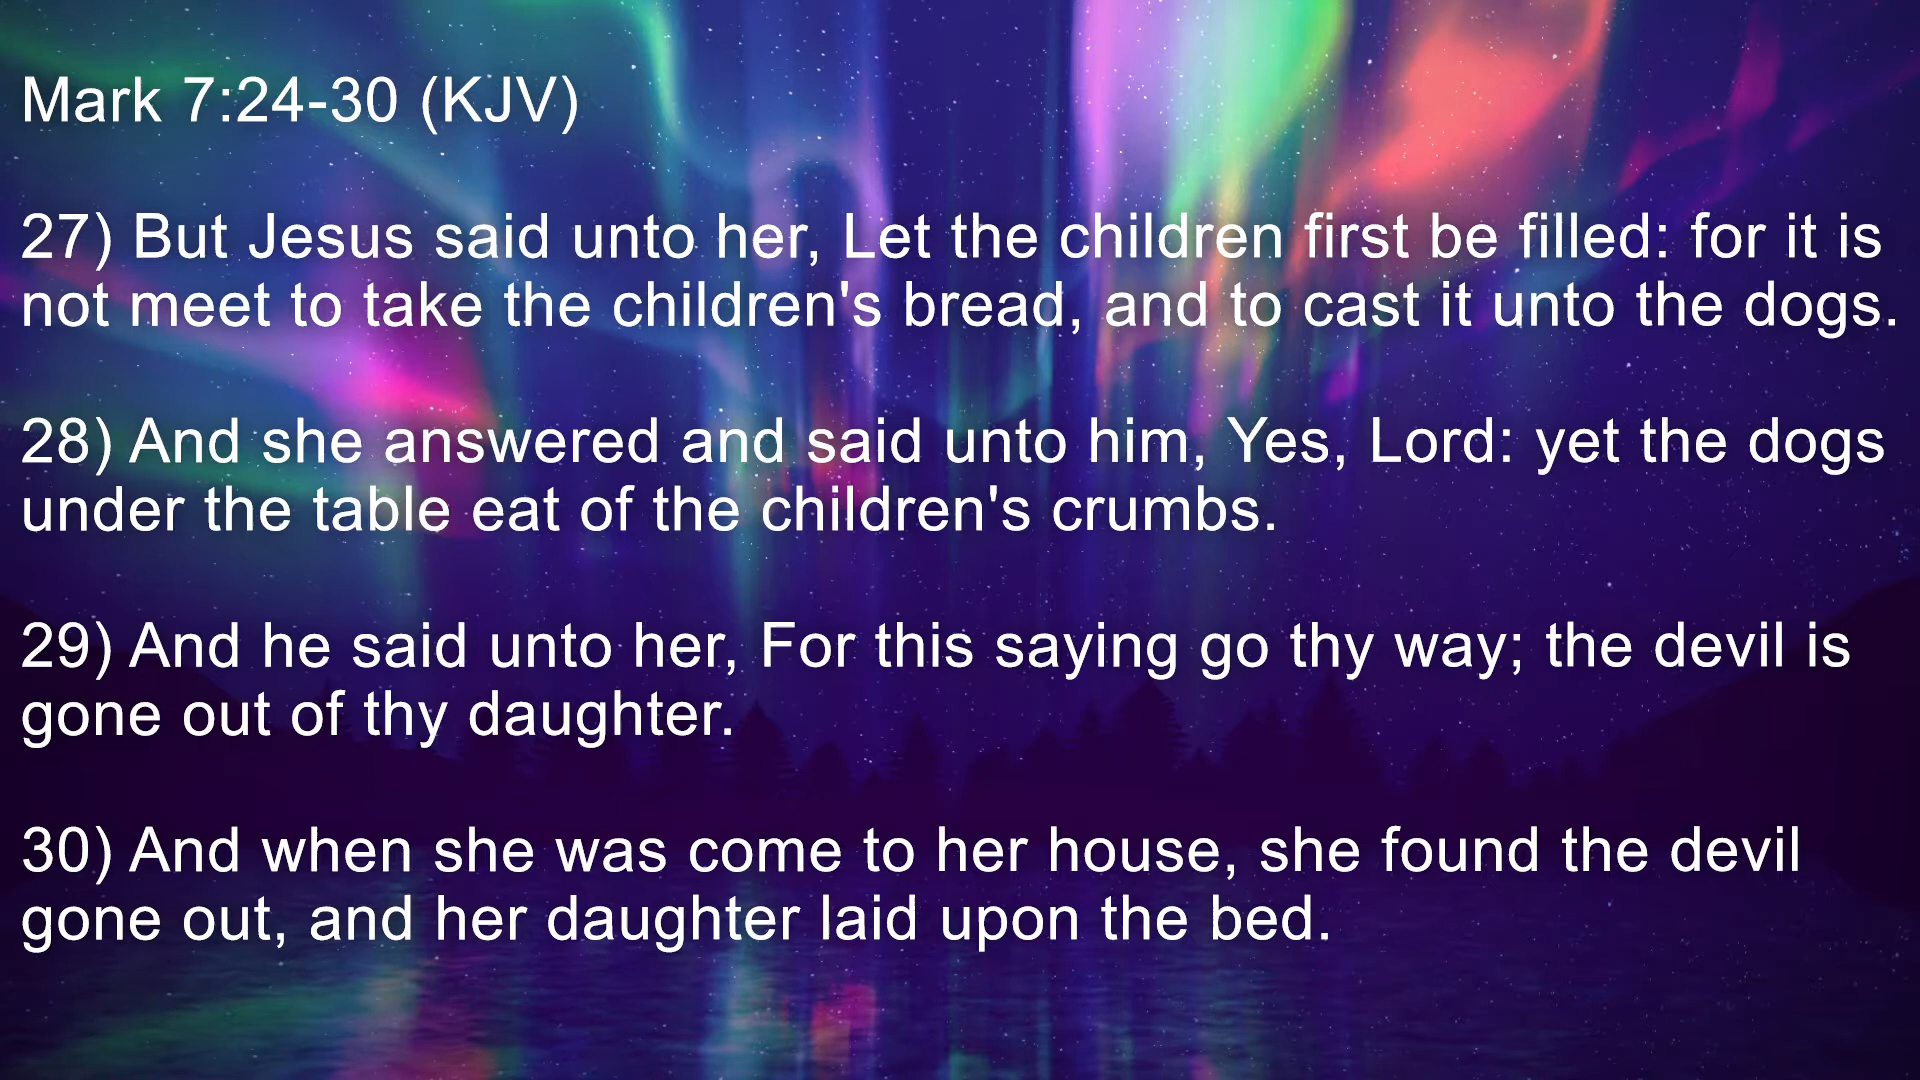 Mark 7:24-30 (KJV)
27) But Jesus said unto her, Let the children first be filled: for it is
not meet to take the children's bread, and to cast it unto the dogs.
28) And she answered and said unto him, Yes, Lord: yet the dogs
under the table eat of the children's crumbs.
29) And he said unto her, For this saying go thy way; the devil is
gone out of thy daughter.
30) And when she was come to her house, she found the devil
gone out, and her daughter laid upon the bed.